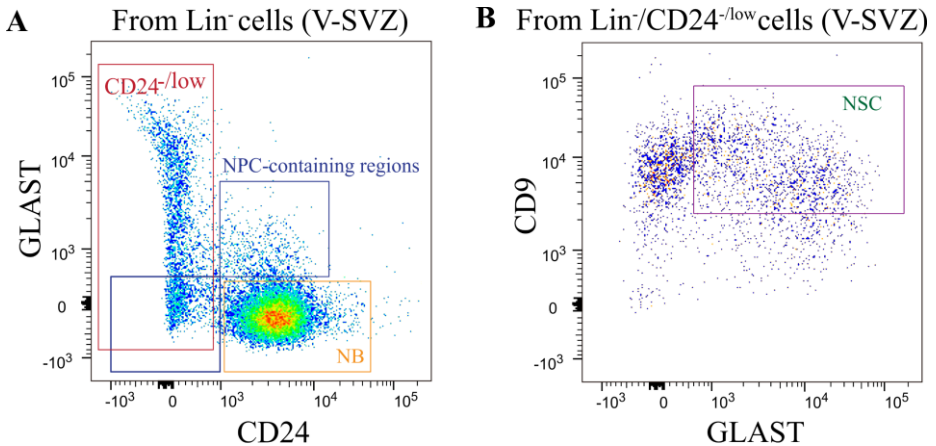 A
From Lin⁻ cells (V-SVZ)
GLAST
10⁵
10⁴
10³
0
-10³
CD24⁻/low
NPC-containing regions
NB
-10³ 0 10³ 10⁴ 10⁵
CD24
B
From Lin⁻/CD24⁻/low cells (V-SVZ)
CD9
10⁵
10⁴
10³
0
-10³
NSC
-10³ 0 10³ 10⁴ 10⁵
GLAST